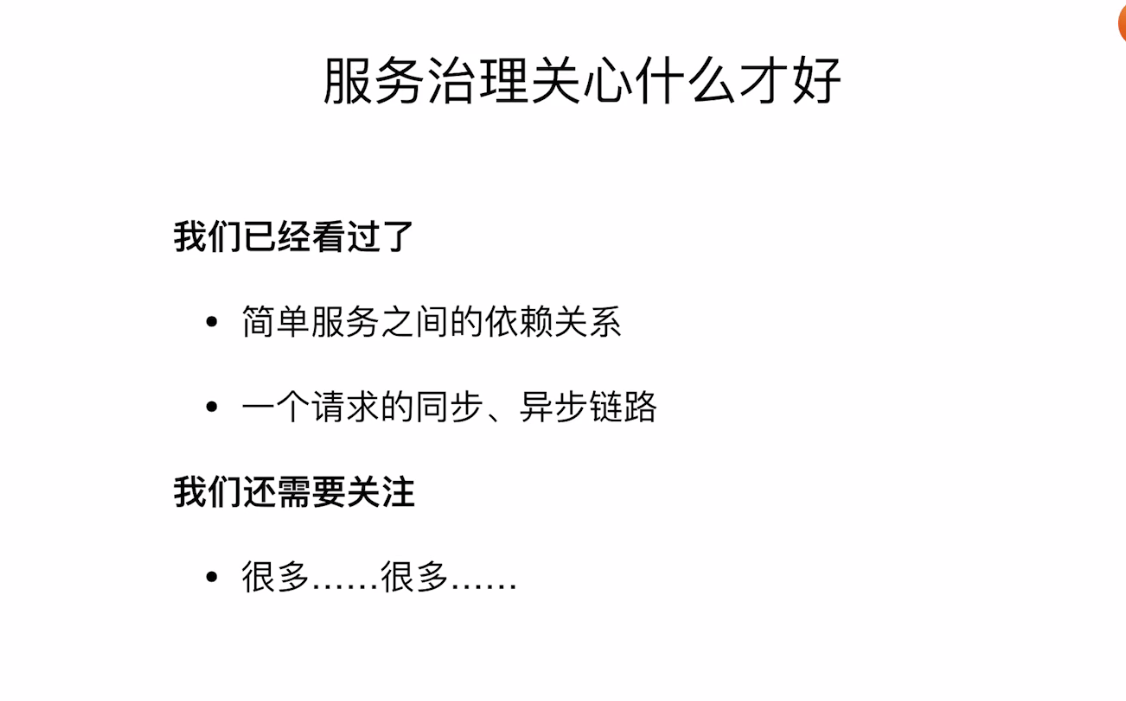 服务治理关心什么才好
我们已经看过了
• 简单服务之间的依赖关系
• 一个请求的同步、异步链路
我们还需要关注
• 很多……很多……